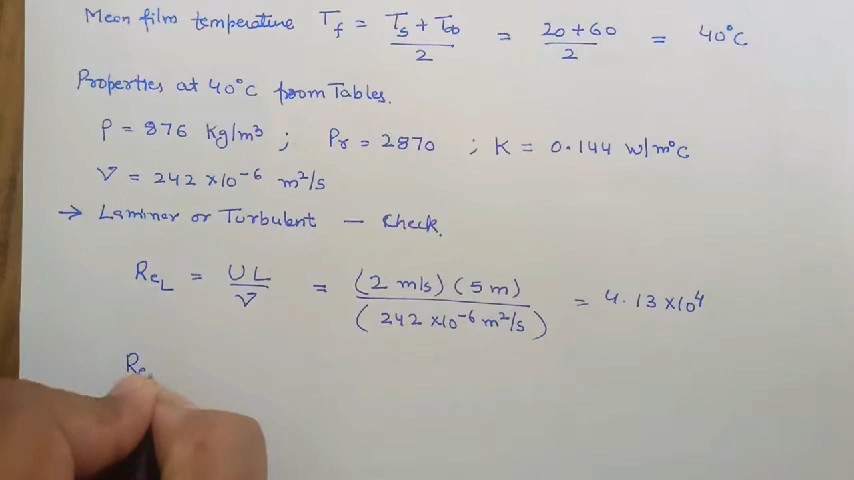 Mean film temperature T_f = (T_s + T_∞)/2 = (20 + 60)/2 = 40°C
Properties at 40°C from Tables.
ρ = 876 Kg/m³ ; Pr = 2870 ; K = 0.144 W/m°C
ν = 242 × 10⁻⁶ m²/s
→ Laminar or Turbulent — Check.
Re_L = UL/ν = (2 m/s) (5 m)/(242 × 10⁻⁶ m²/s) = 4.13 × 10⁴
Re